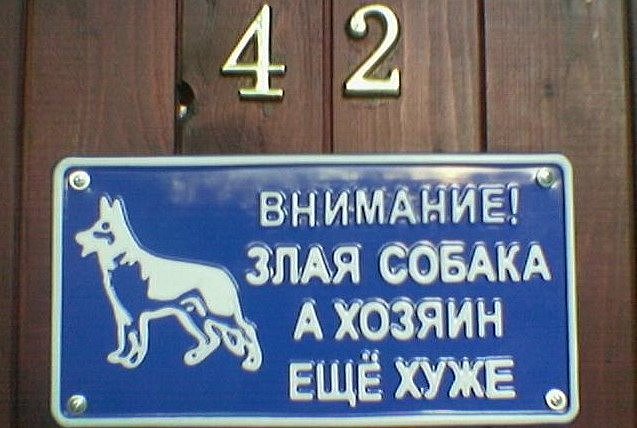 42
ВНИМАНИЕ!
ЗЛАЯ СОБАКА
А ХОЗЯИН
ЕЩЁ ХУЖЕ